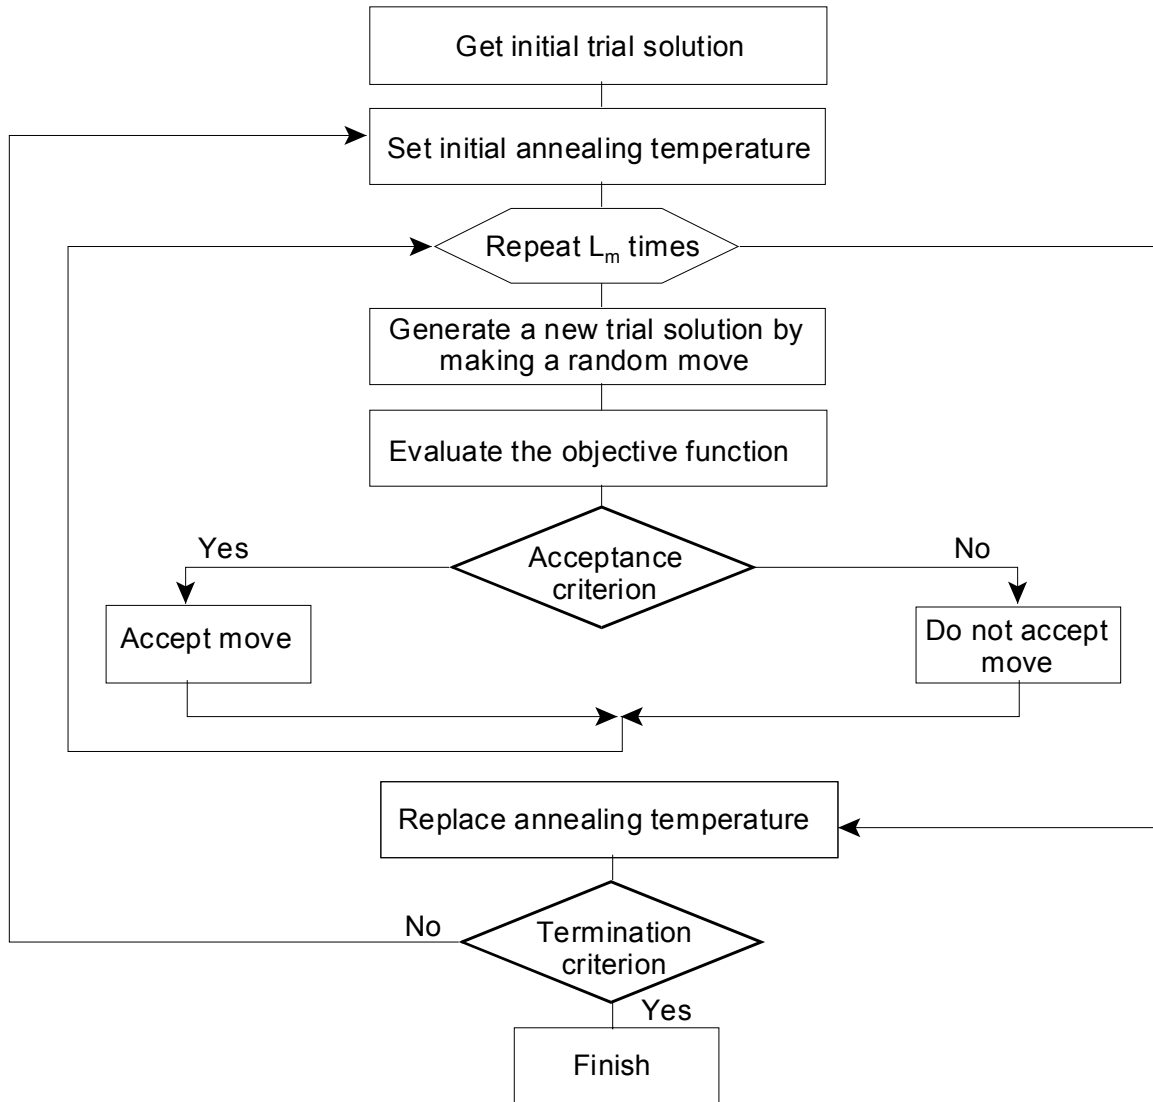 Get initial trial solution
Set initial annealing temperature
Repeat Lm times
Generate a new trial solution by
making a random move
Evaluate the objective function
Yes
Acceptance
criterion
No
Accept move
Do not accept
move
Replace annealing temperature
No
Termination
criterion
Yes
Finish